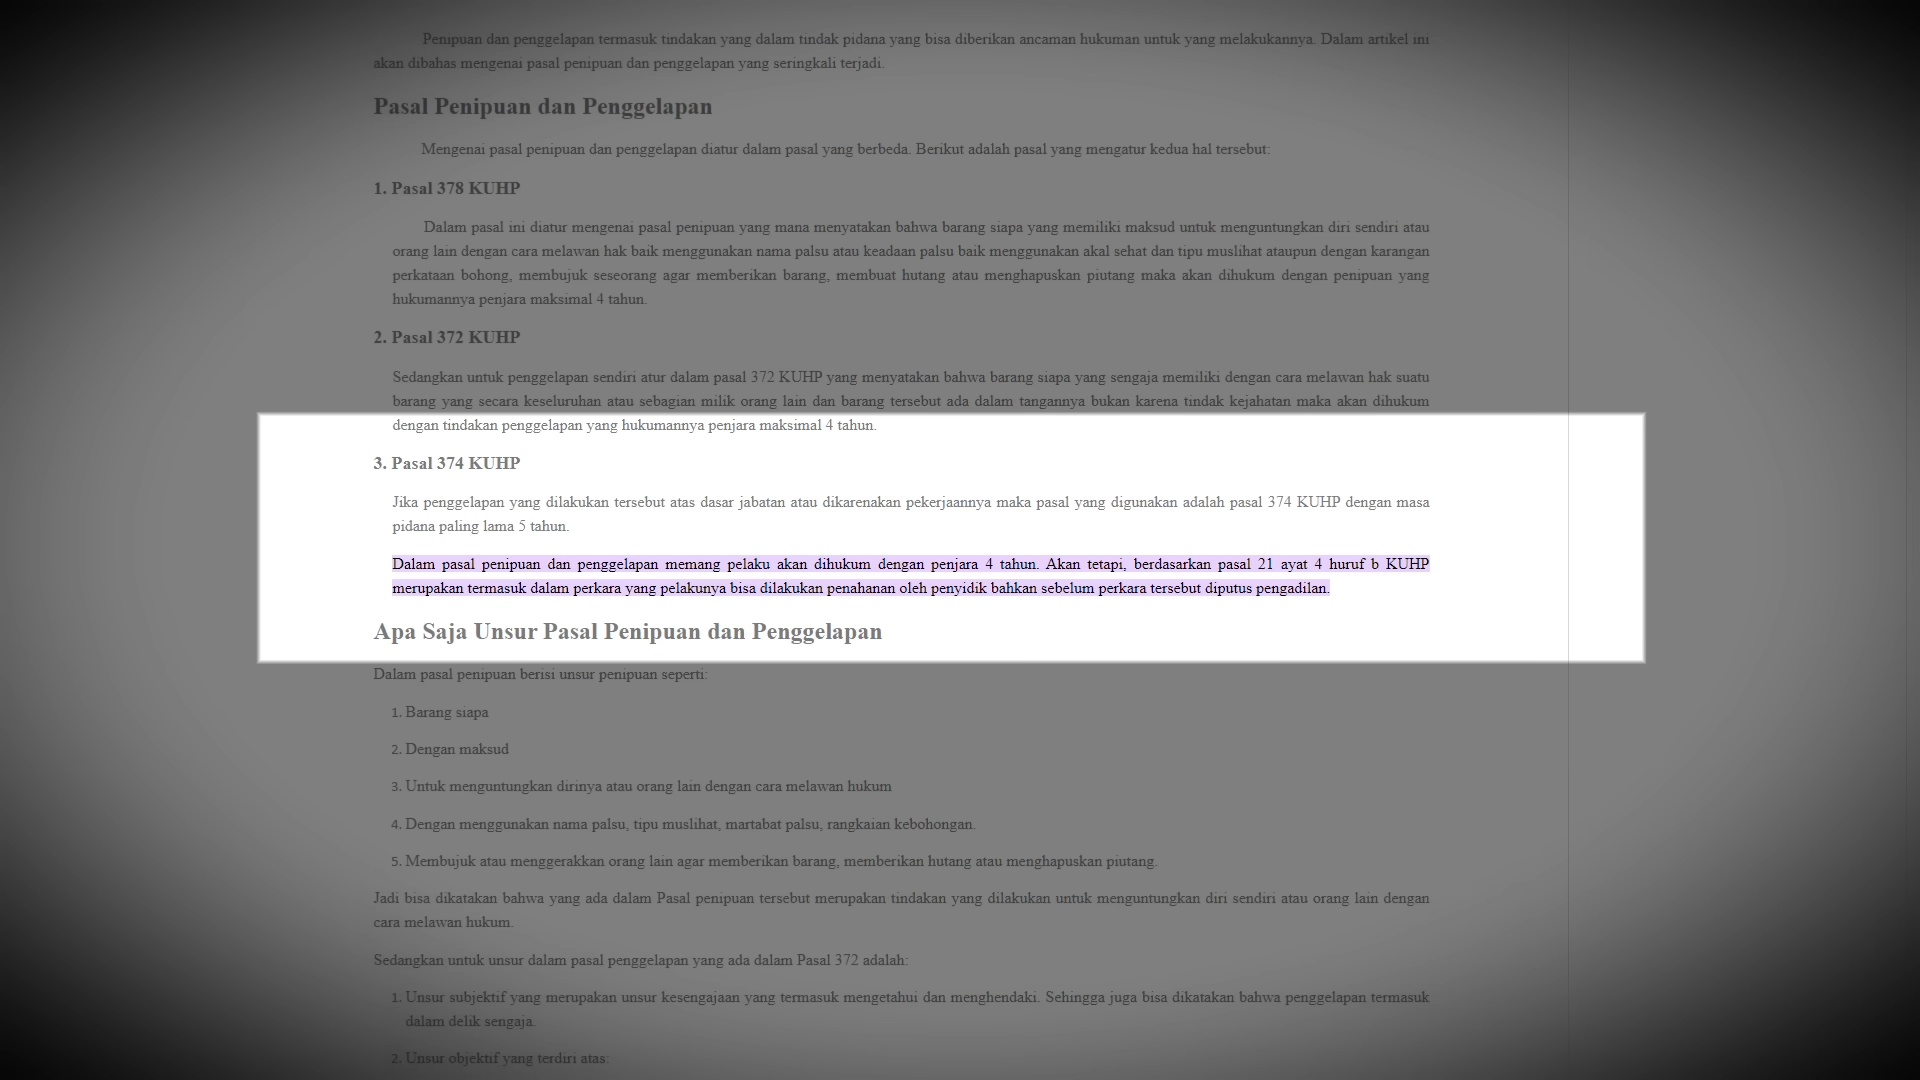 Penipuan dan penggelapan termasuk tindakan yang dalam tindak pidana yang bisa diberikan ancaman hukuman untuk yang melakukannya. Dalam artikel ini
akan dibahas mengenai pasal penipuan dan penggelapan yang seringkali terjadi.
Pasal Penipuan dan Penggelapan
Mengenai pasal penipuan dan penggelapan diatur dalam pasal yang berbeda. Berikut adalah pasal yang mengatur kedua hal tersebut:
1. Pasal 378 KUHP
Dalam pasal ini diatur mengenai pasal penipuan yang mana menyatakan bahwa barang siapa yang memiliki maksud untuk menguntungkan diri sendiri atau
orang lain dengan cara melawan hak baik menggunakan nama palsu atau keadaan palsu baik menggunakan akal sehat dan tipu muslihat ataupun dengan karangan
perkataan bohong, membujuk seseorang agar memberikan barang, membuat hutang atau menghapuskan piutang maka akan dihukum dengan penipuan yang
hukumannya penjara maksimal 4 tahun.
2. Pasal 372 KUHP
Sedangkan untuk penggelapan sendiri atur dalam pasal 372 KUHP yang menyatakan bahwa barang siapa yang sengaja memiliki dengan cara melawan hak suatu
barang yang secara keseluruhan atau sebagian milik orang lain dan barang tersebut ada dalam tangannya bukan karena tindak kejahatan maka akan dihukum
dengan tindakan penggelapan yang hukumannya penjara maksimal 4 tahun.
3. Pasal 374 KUHP
Jika penggelapan yang dilakukan tersebut atas dasar jabatan atau dikarenakan pekerjaannya maka pasal yang digunakan adalah pasal 374 KUHP dengan masa
pidana paling lama 5 tahun.
Dalam pasal penipuan dan penggelapan memang pelaku akan dihukum dengan penjara 4 tahun. Akan tetapi, berdasarkan pasal 21 ayat 4 huruf b KUHP
merupakan termasuk dalam perkara yang pelakunya bisa dilakukan penahanan oleh penyidik bahkan sebelum perkara tersebut diputus pengadilan.
Apa Saja Unsur Pasal Penipuan dan Penggelapan
Dalam pasal penipuan berisi unsur penipuan seperti:
1. Barang siapa
2. Dengan maksud
3. Untuk menguntungkan dirinya atau orang lain dengan cara melawan hukum
4. Dengan menggunakan nama palsu, tipu muslihat, martabat palsu, rangkaian kebohongan.
5. Membujuk atau menggerakkan orang lain agar memberikan barang, memberikan hutang atau menghapuskan piutang.
Jadi bisa dikatakan bahwa yang ada dalam Pasal penipuan tersebut merupakan tindakan yang dilakukan untuk menguntungkan diri sendiri atau orang lain dengan
cara melawan hukum.
Sedangkan untuk unsur dalam pasal penggelapan yang ada dalam Pasal 372 adalah:
1. Unsur subjektif yang merupakan unsur kesengajaan yang termasuk mengetahui dan menghendaki. Sehingga juga bisa dikatakan bahwa penggelapan termasuk
dalam delik sengaja.
2. Unsur objektif yang terdiri atas: